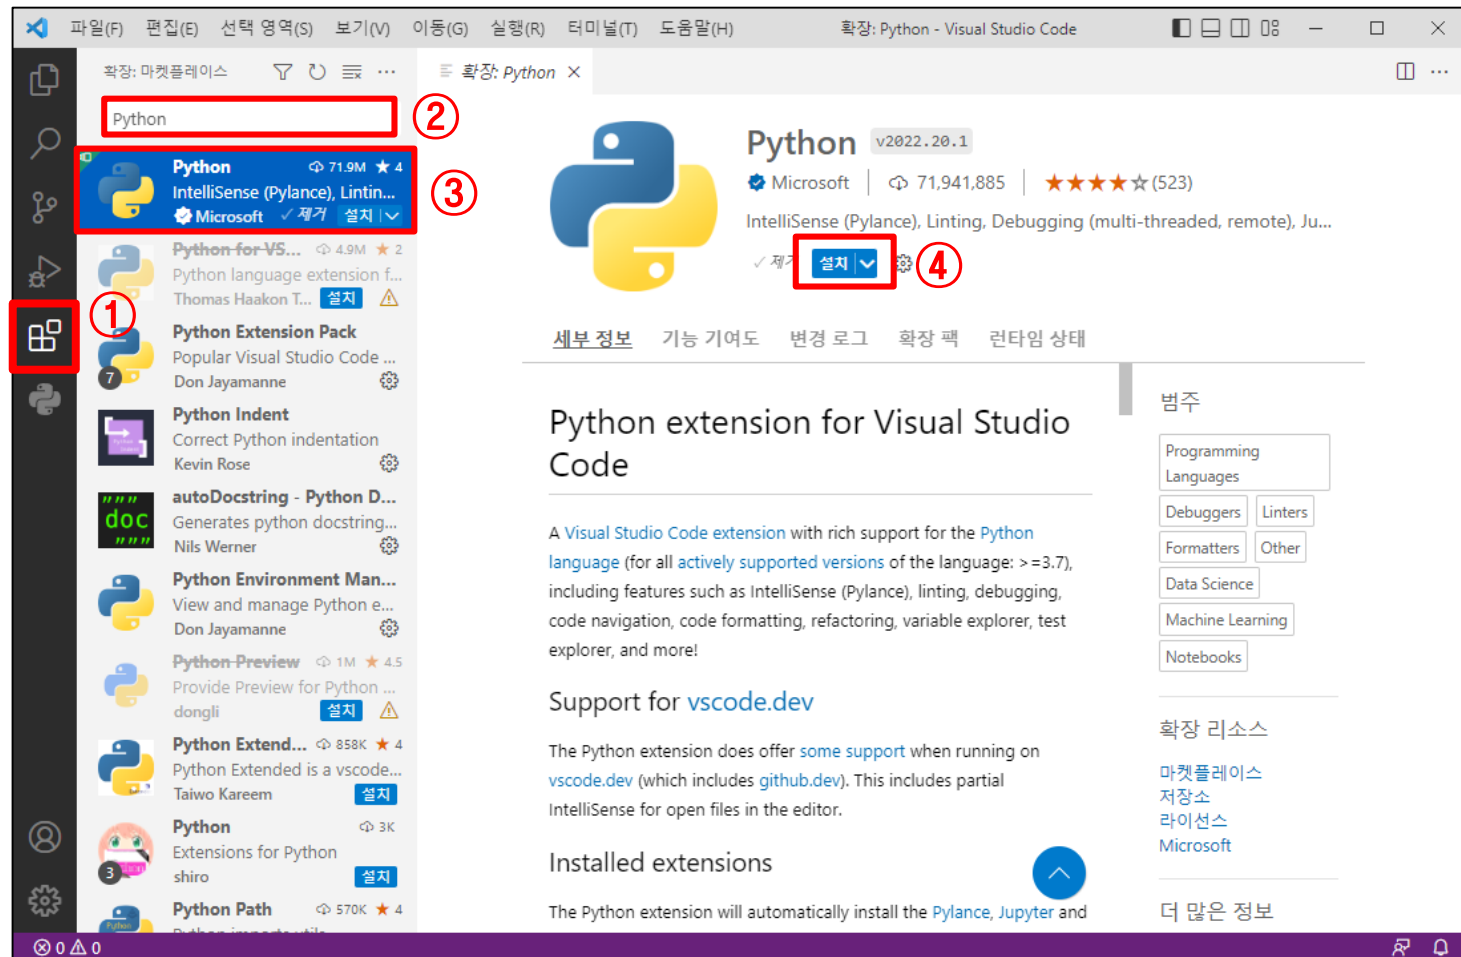 파일(F) 편집(E) 선택 영역(S) 보기(V) 이동(G) 실행(R) 터미널(T) 도움말(H) 확장: Python - Visual Studio Code
확장: 마켓플레이스
Python
②
Python 71.9M ★ 4
IntelliSense (Pylance), Lintin...
Microsoft ✓ 제거 설치
③
Python for VS... 4.9M ★ 2
Python language extension f...
Thomas Haakon T... 설치
①
Python Extension Pack
Popular Visual Studio Code ...
7
Don Jayamanne
Python Indent
Correct Python indentation
Kevin Rose
autoDocstring - Python D...
Generates python docstring...
Nils Werner
""" doc """
Python Environment Man...
View and manage Python e...
Don Jayamanne
Python Preview 1M ★ 4.5
Provide Preview for Python ...
dongli 설치
Python Extend... 858K ★ 4
Python Extended is a vscode...
Taiwo Kareem 설치
Python 3K
Extensions for Python
3
shiro 설치
Python Path 570K ★ 4
확장: Python
Python v2022.20.1
Microsoft 71,941,885 ★★★★☆(523)
IntelliSense (Pylance), Linting, Debugging (multi-threaded, remote), Ju...
설치 ④
세부 정보 기능 기여도 변경 로그 확장 팩 런타임 상태
Python extension for Visual Studio
Code
A Visual Studio Code extension with rich support for the Python
language (for all actively supported versions of the language: >=3.7),
including features such as IntelliSense (Pylance), linting, debugging,
code navigation, code formatting, refactoring, variable explorer, test
explorer, and more!
Support for vscode.dev
The Python extension does offer some support when running on
vscode.dev (which includes github.dev). This includes partial
IntelliSense for open files in the editor.
Installed extensions
The Python extension will automatically install the Pylance, Jupyter and
범주
Programming
Languages
Debuggers Linters
Formatters Other
Data Science
Machine Learning
Notebooks
확장 리소스
마켓플레이스
저장소
라이선스
Microsoft
더 많은 정보
0 0